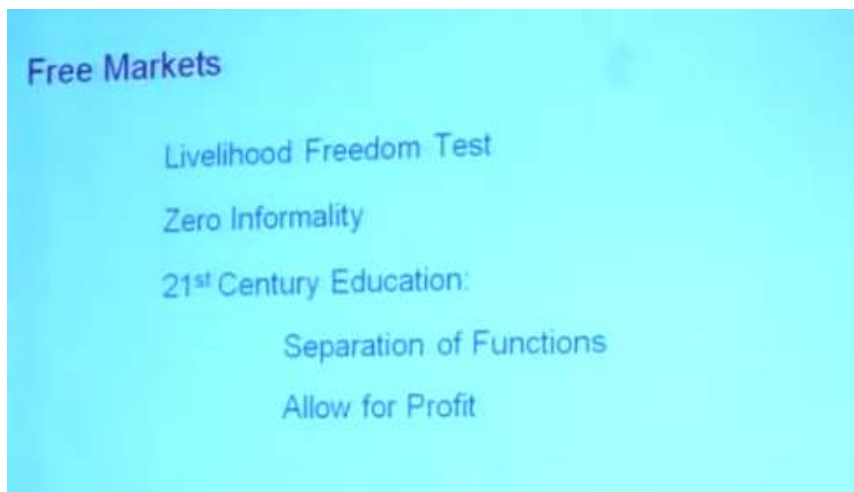 Free Markets
Livelihood Freedom Test
Zero Informality
21st Century Education:
Separation of Functions
Allow for Profit